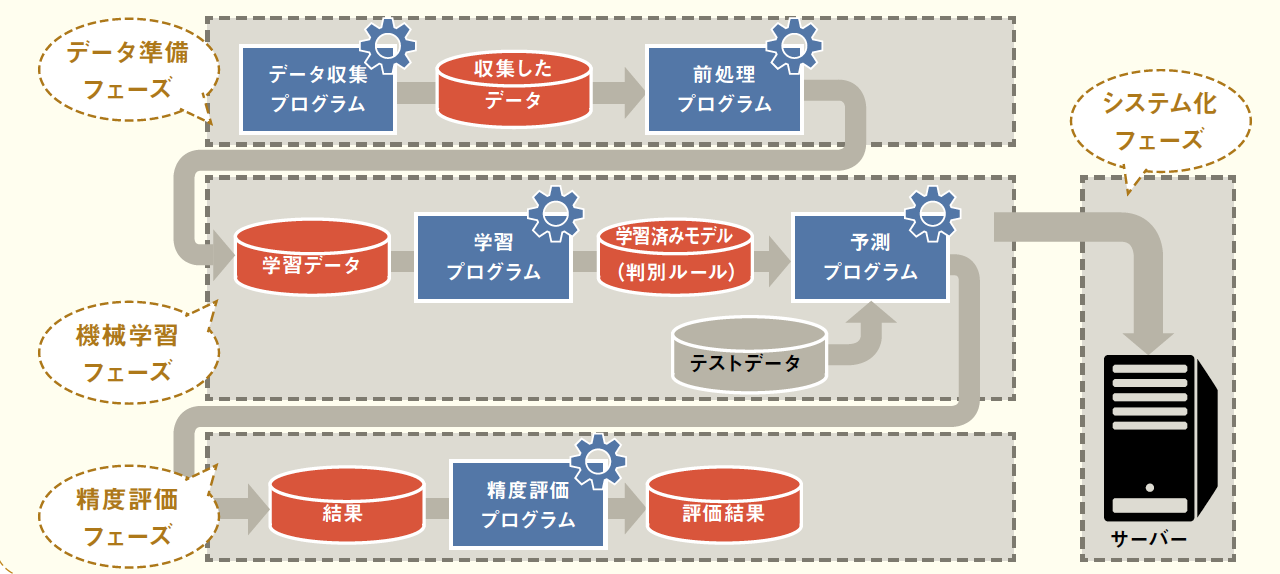 データ準備
フェーズ
データ収集
プログラム
収集した
データ
前処理
プログラム
システム化
フェーズ
学習データ
学習
プログラム
学習済みモデル
（判別ルール）
予測
プログラム
機械学習
フェーズ
テストデータ
精度評価
フェーズ
結果
精度評価
プログラム
評価結果
サーバー